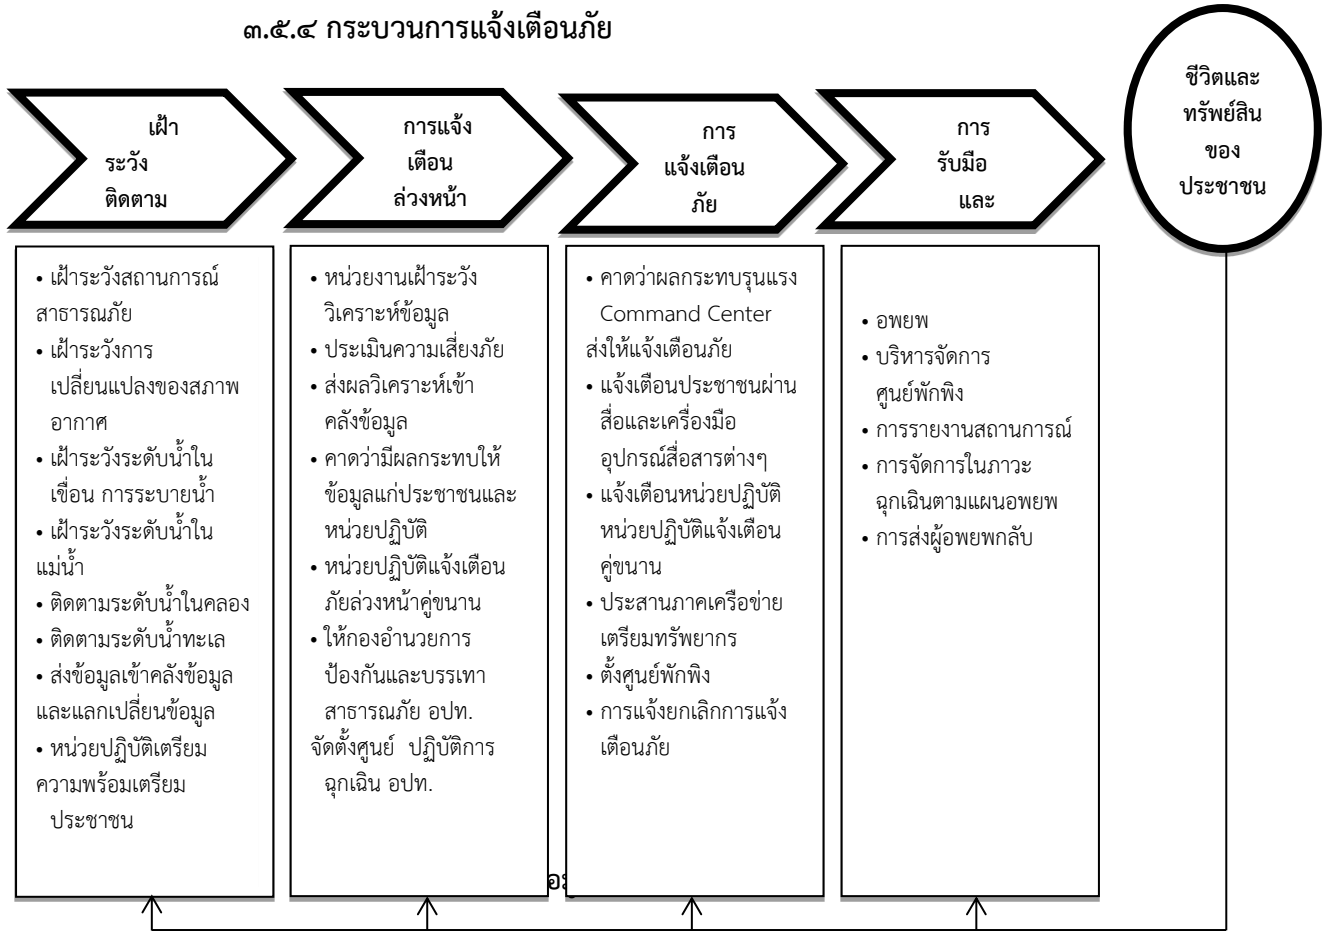 ๓.๕.๔ กระบวนการแจ้งเตือนภัย
เฝ้า
ระวัง
ติดตาม
การแจ้ง
เตือน
ล่วงหน้า
การ
แจ้งเตือน
ภัย
การ
รับมือ
และ
ชีวิตและ
ทรัพย์สิน
ของ
ประชาชน
• เฝ้าระวังสถานการณ์
สาธารณภัย
• เฝ้าระวังการ
เปลี่ยนแปลงของสภาพ
อากาศ
• เฝ้าระวังระดับน้ำใน
เขื่อน การระบายน้ำ
• เฝ้าระวังระดับน้ำใน
แม่น้ำ
• ติดตามระดับน้ำในคลอง
• ติดตามระดับน้ำทะเล
• ส่งข้อมูลเข้าคลังข้อมูล
และแลกเปลี่ยนข้อมูล
• หน่วยปฏิบัติเตรียม
ความพร้อมเตรียม
ประชาชน
• หน่วยงานเฝ้าระวัง
วิเคราะห์ข้อมูล
• ประเมินความเสี่ยงภัย
• ส่งผลวิเคราะห์เข้า
คลังข้อมูล
• คาดว่ามีผลกระทบให้
ข้อมูลแก่ประชาชนและ
หน่วยปฏิบัติ
• หน่วยปฏิบัติแจ้งเตือน
ภัยล่วงหน้าคู่ขนาน
• ให้กองอำนวยการ
ป้องกันและบรรเทา
สาธารณภัย อปท.
จัดตั้งศูนย์ ปฏิบัติการ
ฉุกเฉิน อปท.
• คาดว่าผลกระทบรุนแรง
Command Center
ส่งให้แจ้งเตือนภัย
• แจ้งเตือนประชาชนผ่าน
สื่อและเครื่องมือ
อุปกรณ์สื่อสารต่างๆ
• แจ้งเตือนหน่วยปฏิบัติ
หน่วยปฏิบัติแจ้งเตือน
คู่ขนาน
• ประสานภาคเครือข่าย
เตรียมทรัพยากร
• ตั้งศูนย์พักพิง
• การแจ้งยกเลิกการแจ้ง
เตือนภัย
• อพยพ
• บริหารจัดการ
ศูนย์พักพิง
• การรายงานสถานการณ์
• การจัดการในภาวะ
ฉุกเฉินตามแผนอพยพ
• การส่งผู้อพยพกลับ